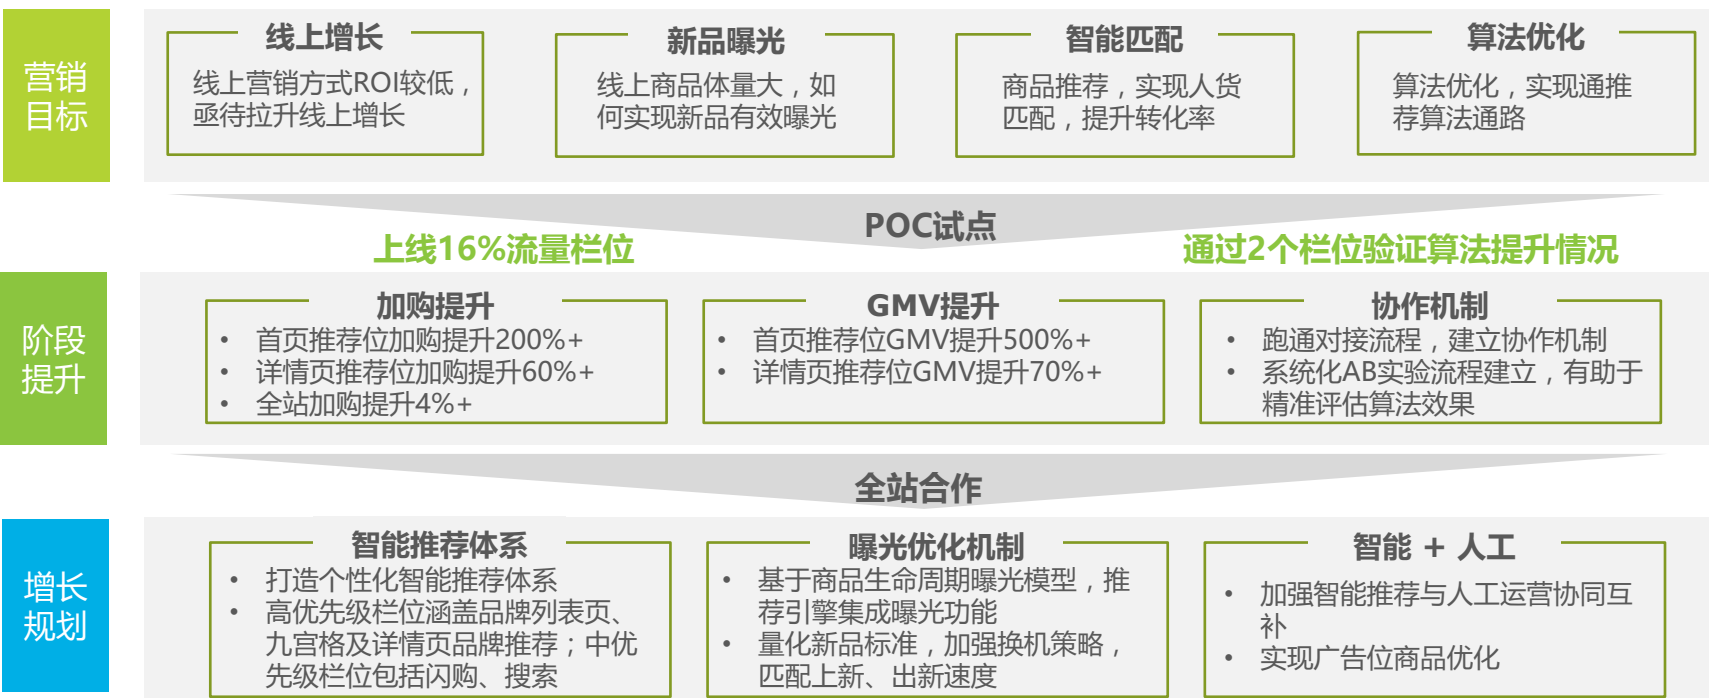 营销
目标
线上增长
线上营销方式ROI较低，
亟待拉升线上增长
新品曝光
线上商品体量大，如
何实现新品有效曝光
智能匹配
商品推荐，实现人货
匹配，提升转化率
算法优化
算法优化，实现通推
荐算法通路
POC试点
上线16%流量栏位
通过2个栏位验证算法提升情况
阶段
提升
加购提升
• 首页推荐位加购提升200%+
• 详情页推荐位加购提升60%+
• 全站加购提升4%+
GMV提升
• 首页推荐位GMV提升500%+
• 详情页推荐位GMV提升70%+
协作机制
• 跑通对接流程，建立协作机制
• 系统化AB实验流程建立，有助于
精准评估算法效果
全站合作
增长
规划
智能推荐体系
• 打造个性化智能推荐体系
• 高优先级栏位涵盖品牌列表页、
九宫格及详情页品牌推荐；中优
先级栏位包括闪购、搜索
曝光优化机制
• 基于商品生命周期曝光模型，推
荐引擎集成曝光功能
• 量化新品标准，加强换机策略，
匹配上新、出新速度
智能 + 人工
• 加强智能推荐与人工运营协同互
补
• 实现广告位商品优化